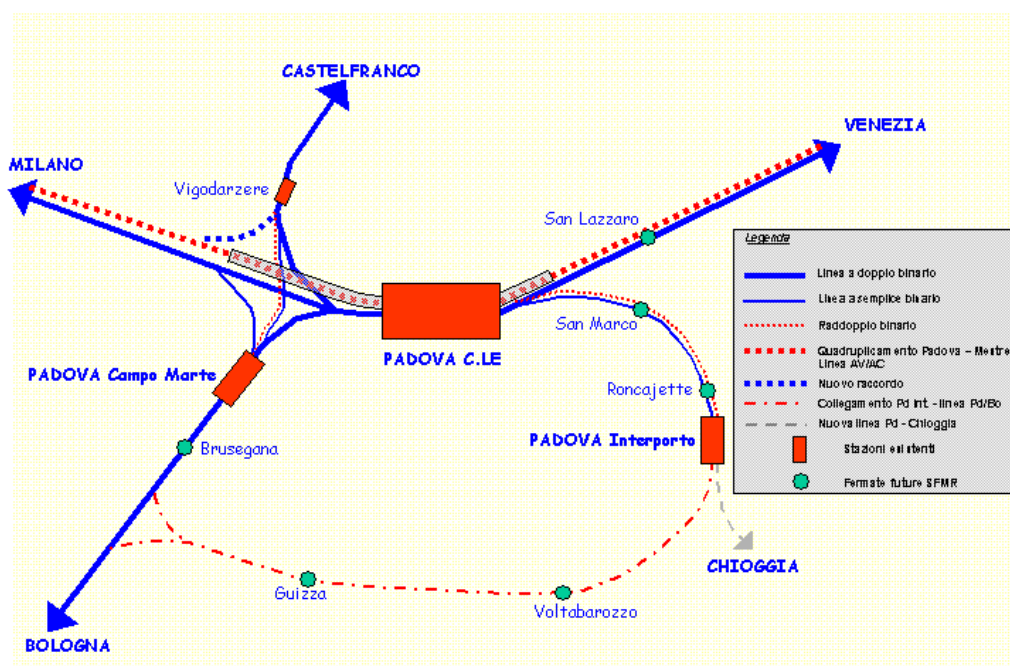 CASTELFRANCO
VENEZIA
MILANO
Vigodarzere
San Lazzaro
Legenda
Linea a doppio binario
Linea a semplice binario
San Marco
Raddoppio binario
PADOVA C.LE
Quadruplicamento Padova - Mestre
Linea AV/AC
PADOVA Campo Marte
Nuovo raccordo
Roncajette
Collegamento Pd Int. - linea Pd/Bo
Nuova linea Pd - Chioggia
PADOVA Interporto
Brusegana
Stazioni esistenti
Fermate future SFMR
CHIOGGIA
Guizza
Voltabarozzo
BOLOGNA